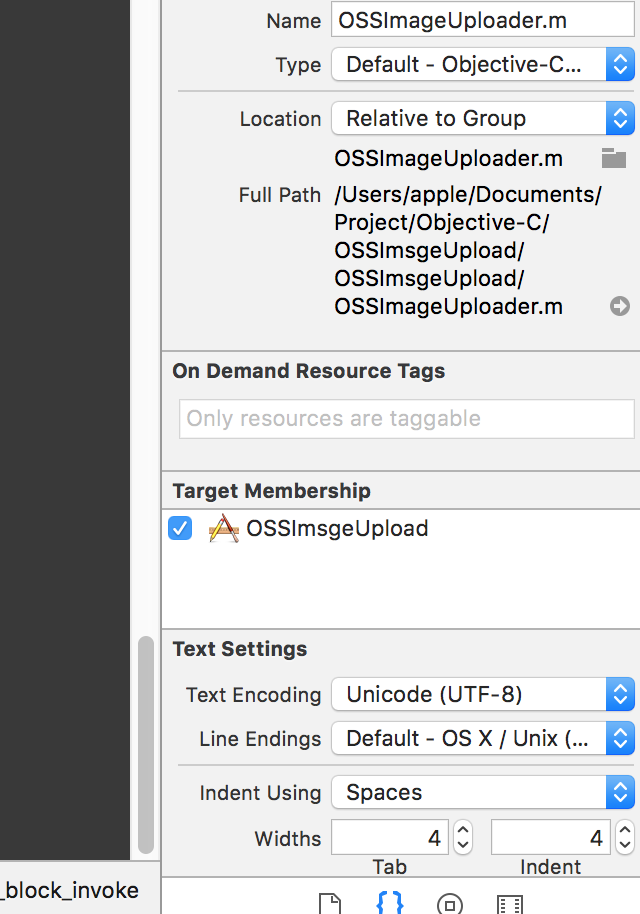 Name OSSImageUploader.m
Type Default - Objective-C...
Location Relative to Group
OSSImageUploader.m
Full Path /Users/apple/Documents/
Project/Objective-C/
OSSImsgeUpload/
OSSImsgeUpload/
OSSImageUploader.m
On Demand Resource Tags
Only resources are taggable
Target Membership
OSSImsgeUpload
Text Settings
Text Encoding Unicode (UTF-8)
Line Endings Default - OS X / Unix (...
Indent Using Spaces
Widths 4 4
Tab Indent
_block_invoke